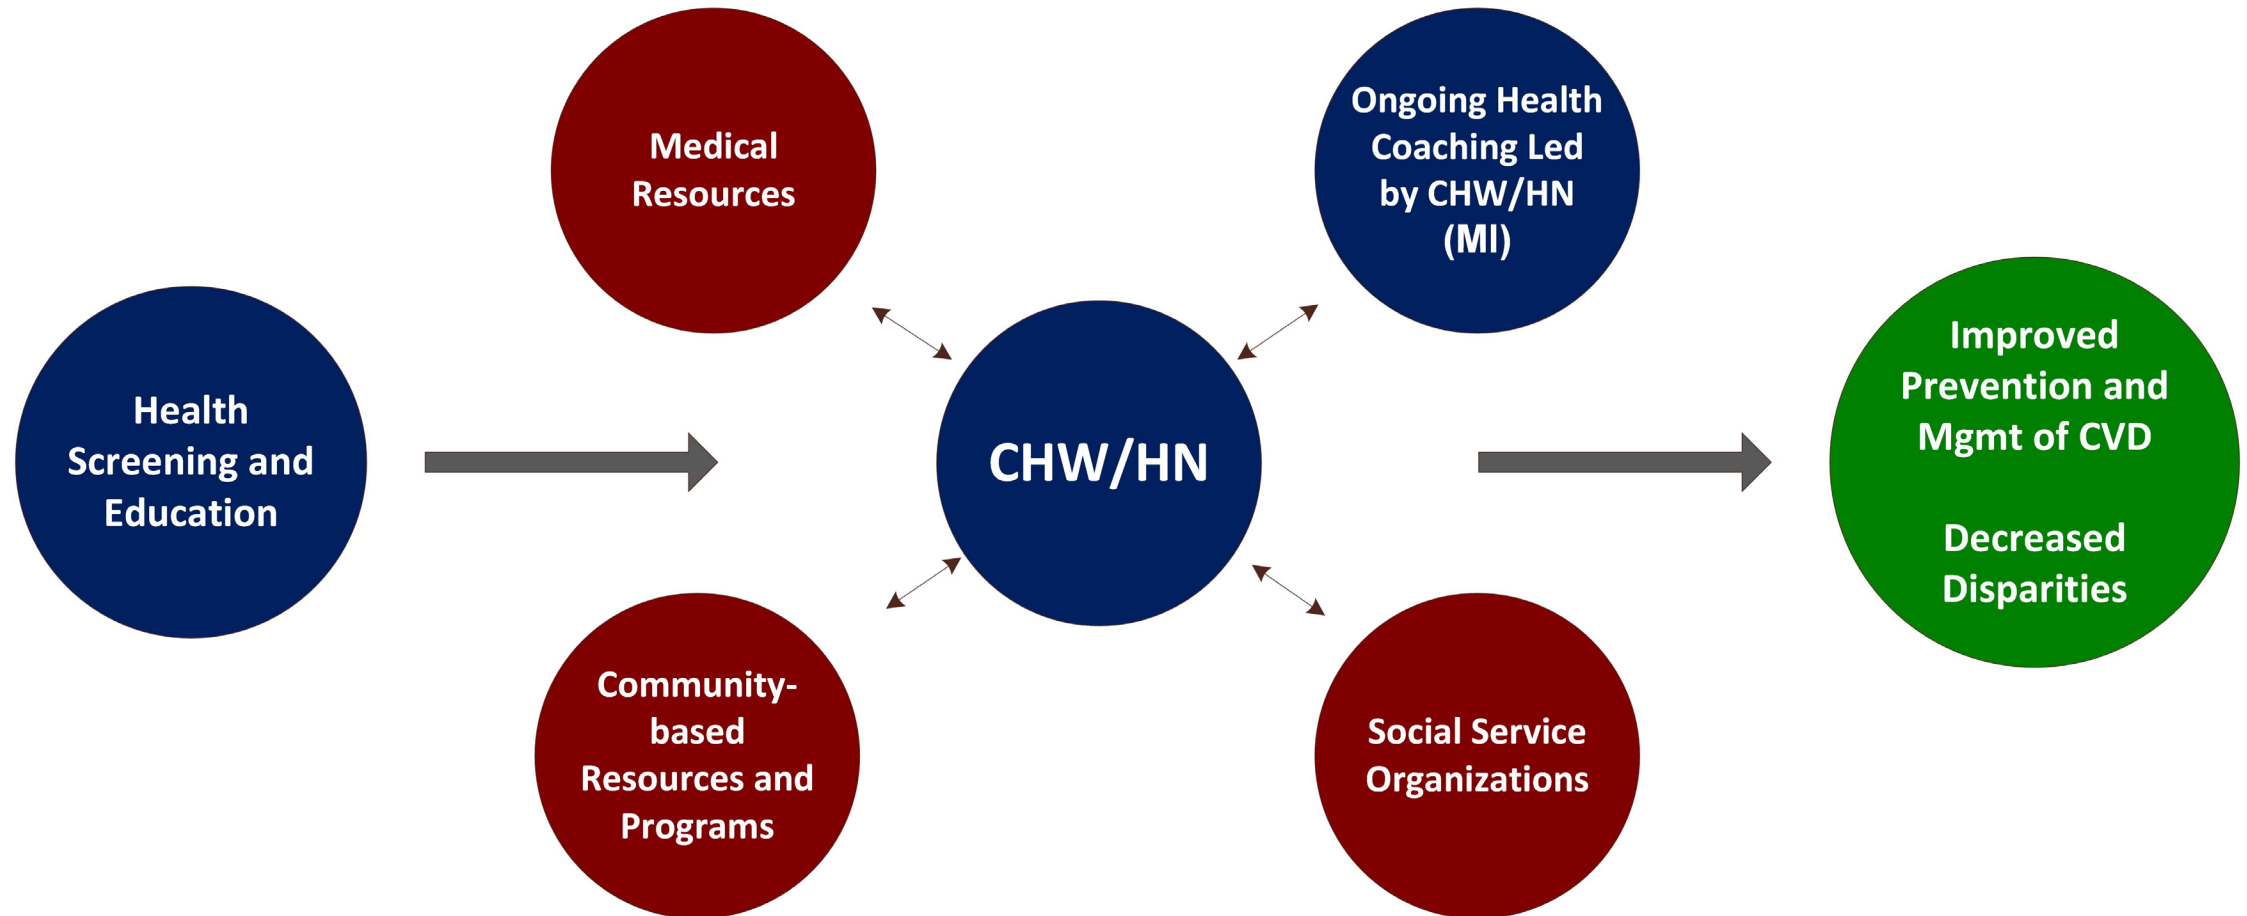 Health
Screening and
Education
Medical
Resources
Community-
based
Resources and
Programs
CHW/HN
Ongoing Health
Coaching Led
by CHW/HN
(MI)
Social Service
Organizations
Improved
Prevention and
Mgmt of CVD
Decreased
Disparities